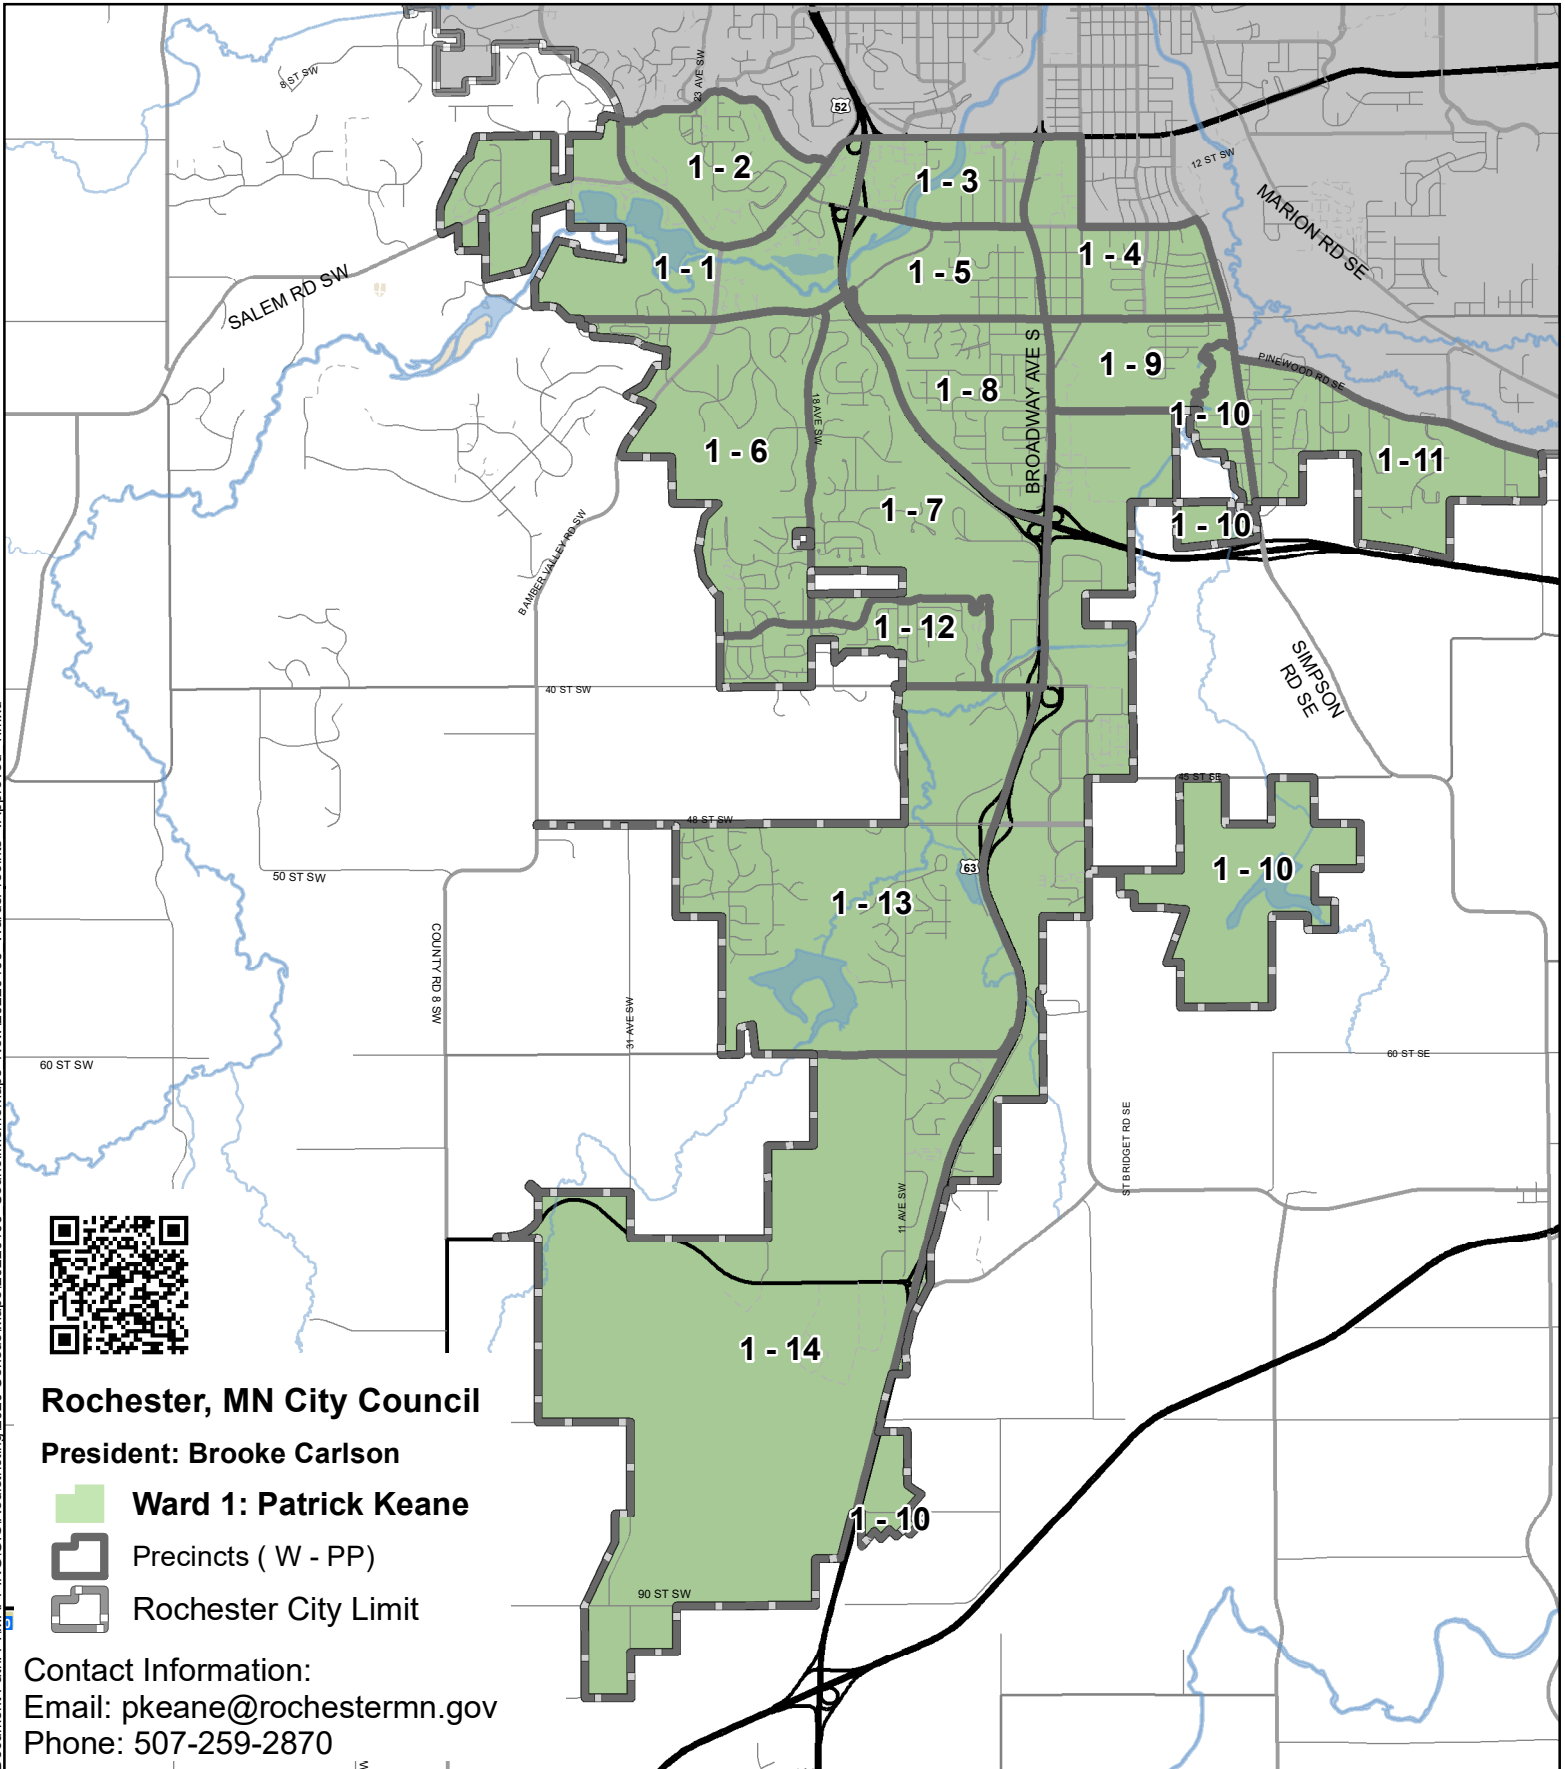 8 ST SW
23 AVE SW
52
12 ST SW
MARION RD SE
1 - 2
1 - 3
1 - 1
1 - 5
1 - 4
SALEM RD SW
BROADWAY AVE S
PINEWOOD RD SE
1 - 9
1 - 8
18 AVE SW
1 - 10
1 - 6
1 - 11
1 - 7
1 - 10
BAMBER VALLEY RD SW
1 - 12
SIMPSON
RD SE
40 ST SW
45 ST SE
48 ST SW
63
1 - 10
50 ST SW
1 - 13
COUNTY RD 8 SW
31 AVE SW
60 ST SW
60 ST SE
ST BRIDGET RD SE
11 AVE SW
1 - 14
Rochester, MN City Council
President: Brooke Carlson
Ward 1: Patrick Keane
1 - 10
Precincts ( W - PP)
90 ST SW
Rochester City Limit
Contact Information:
Email: pkeane@rochestermn.gov
Phone: 507-259-2870